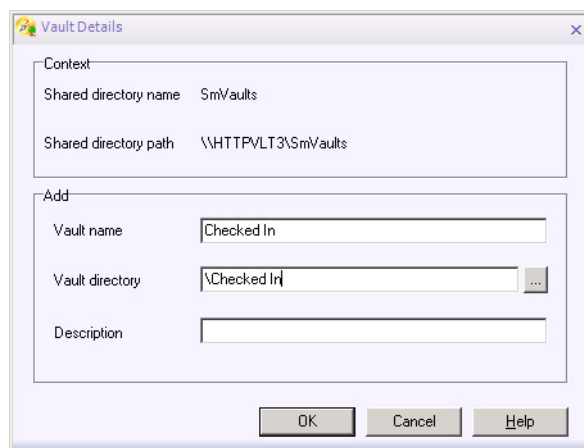 Vault Details
Context
Shared directory name SmVaults
Shared directory path \\HTTPVLT3\SmVaults
Add
Vault name Checked In
Vault directory \Checked In ...
Description
OK Cancel Help